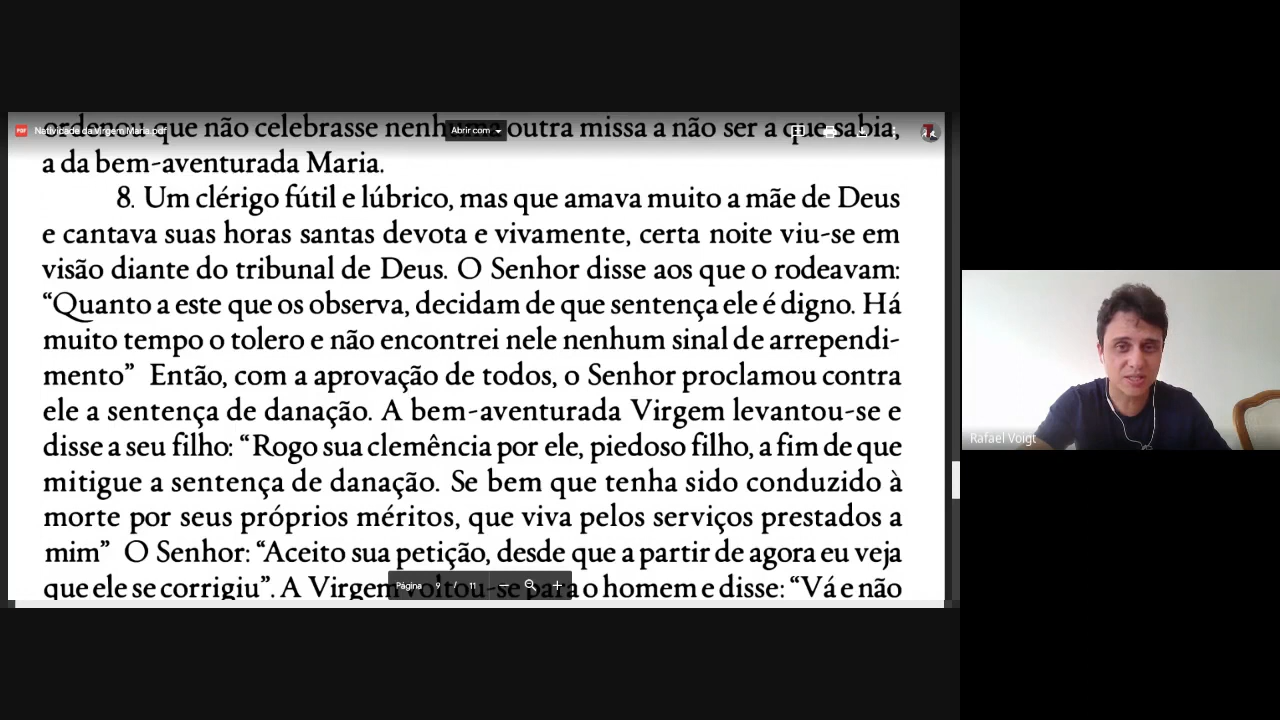 Natividade da Virgem Maria.pdf
Abrir com
ordenou que não celebrasse nenhuma outra missa a não ser a que sabia,
a da bem-aventurada Maria.
8. Um clérigo fútil e lúbrico, mas que amava muito a mãe de Deus
e cantava suas horas santas devota e vivamente, certa noite viu-se em
visão diante do tribunal de Deus. O Senhor disse aos que o rodeavam:
“Quanto a este que os observa, decidam de que sentença ele é digno. Há
muito tempo o tolero e não encontrei nele nenhum sinal de arrependi-
mento” Então, com a aprovação de todos, o Senhor proclamou contra
ele a sentença de danação. A bem-aventurada Virgem levantou-se e
disse a seu filho: “Rogo sua clemência por ele, piedoso filho, a fim de que
mitigue a sentença de danação. Se bem que tenha sido conduzido à
morte por seus próprios méritos, que viva pelos serviços prestados a
mim” O Senhor: “Aceito sua petição, desde que a partir de agora eu veja
que ele se corrigiu”. A Virgem voltou-se para o homem e disse: “Vá e não
Página 9 / 11
Rafael Voigt